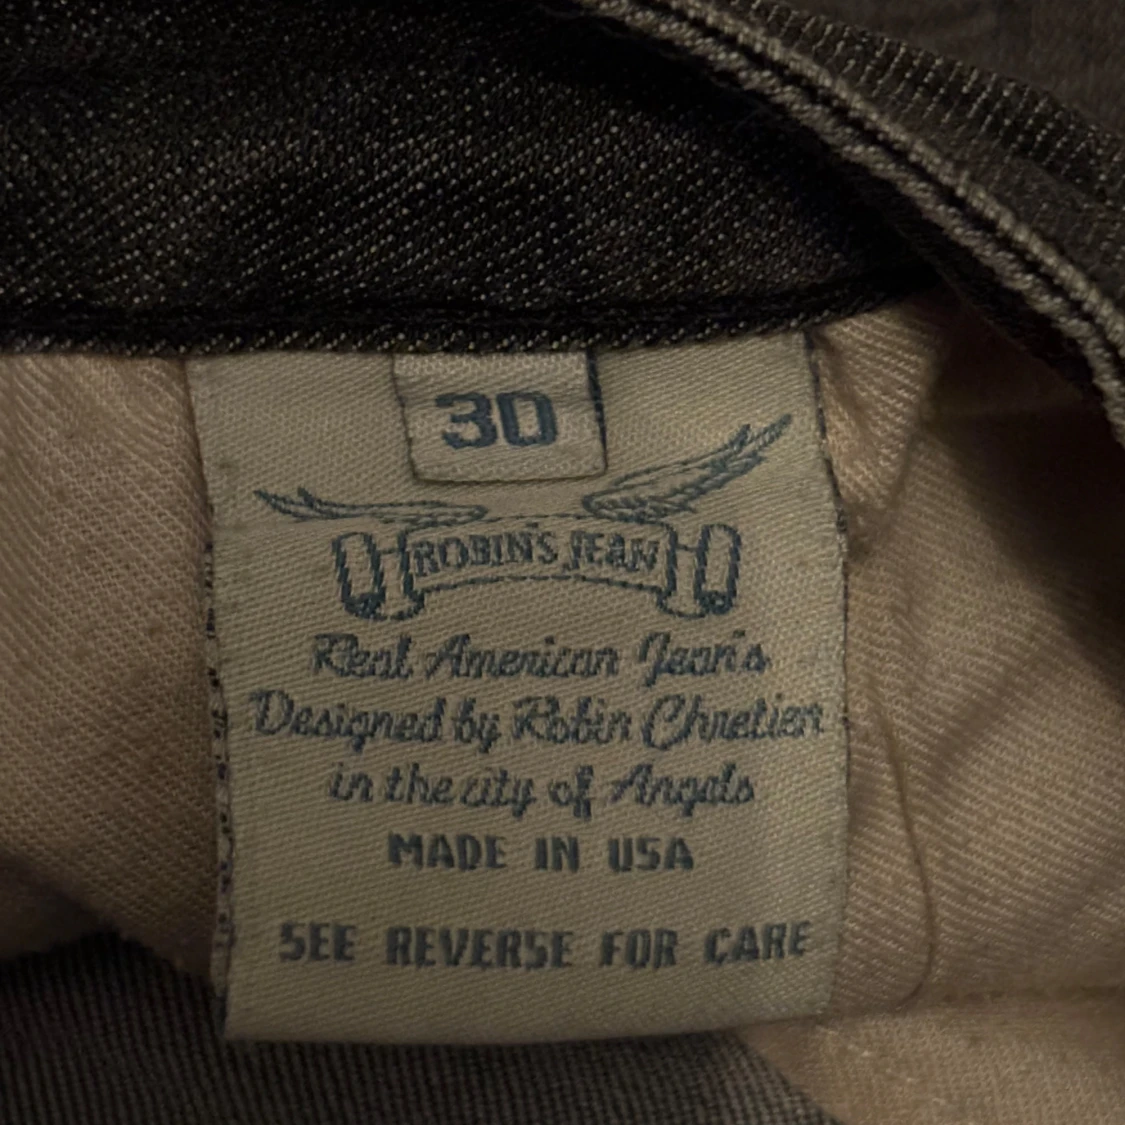 30
ROBIN'S JEAN
Real American Jean's
Designed by Robin Chretien
in the city of Angels
MADE IN USA
SEE REVERSE FOR CARE